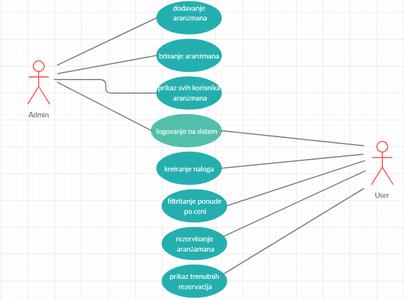 dodavanje
aranžmana
brisanje aranžmana
prikaz svih korisnika
aranžmana
Admin
logovanje na sistem
kreiranje naloga
User
filtritanje ponude
po ceni
rezervisanje
aranžamana
prikaz trenutnih
rezervacija